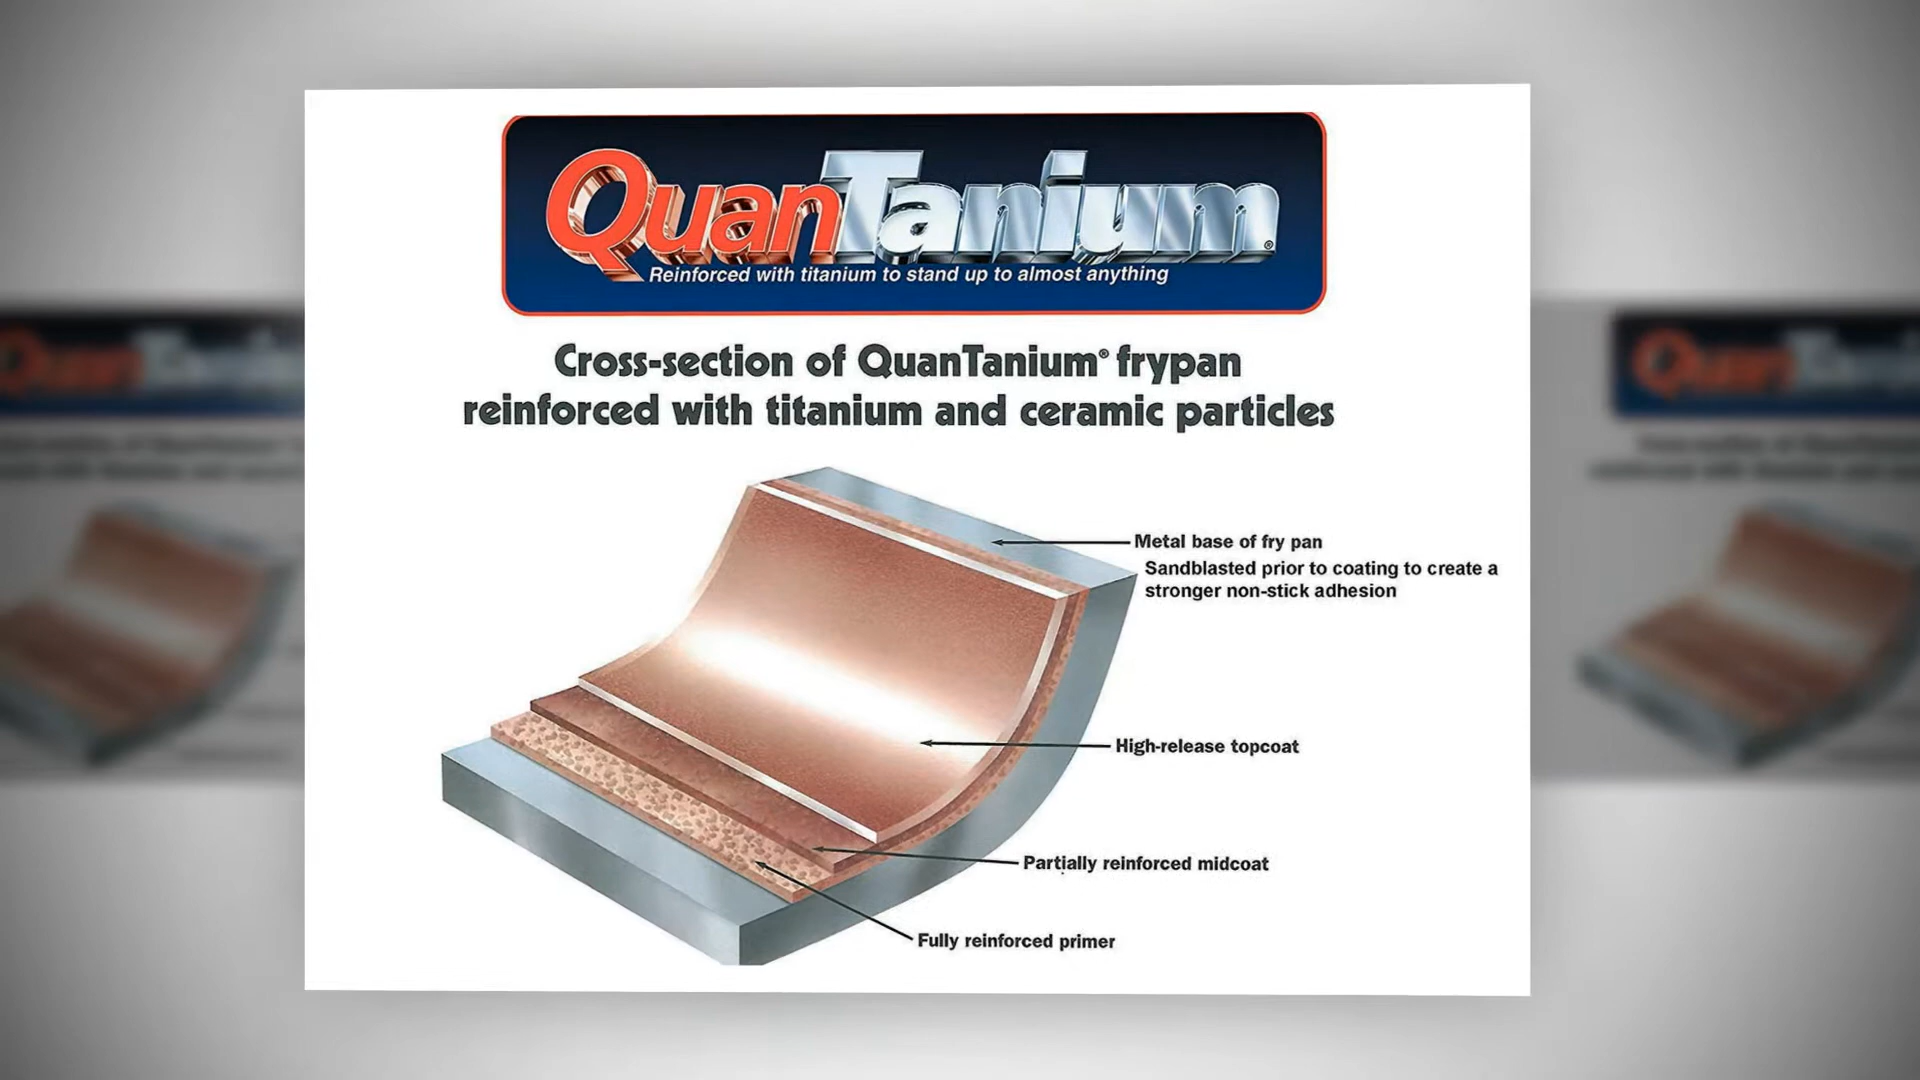 QuanTanium®
Reinforced with titanium to stand up to almost anything
Cross-section of QuanTanium® frypan
reinforced with titanium and ceramic particles
Metal base of fry pan
Sandblasted prior to coating to create a
stronger non-stick adhesion
High-release topcoat
Partially reinforced midcoat
Fully reinforced primer